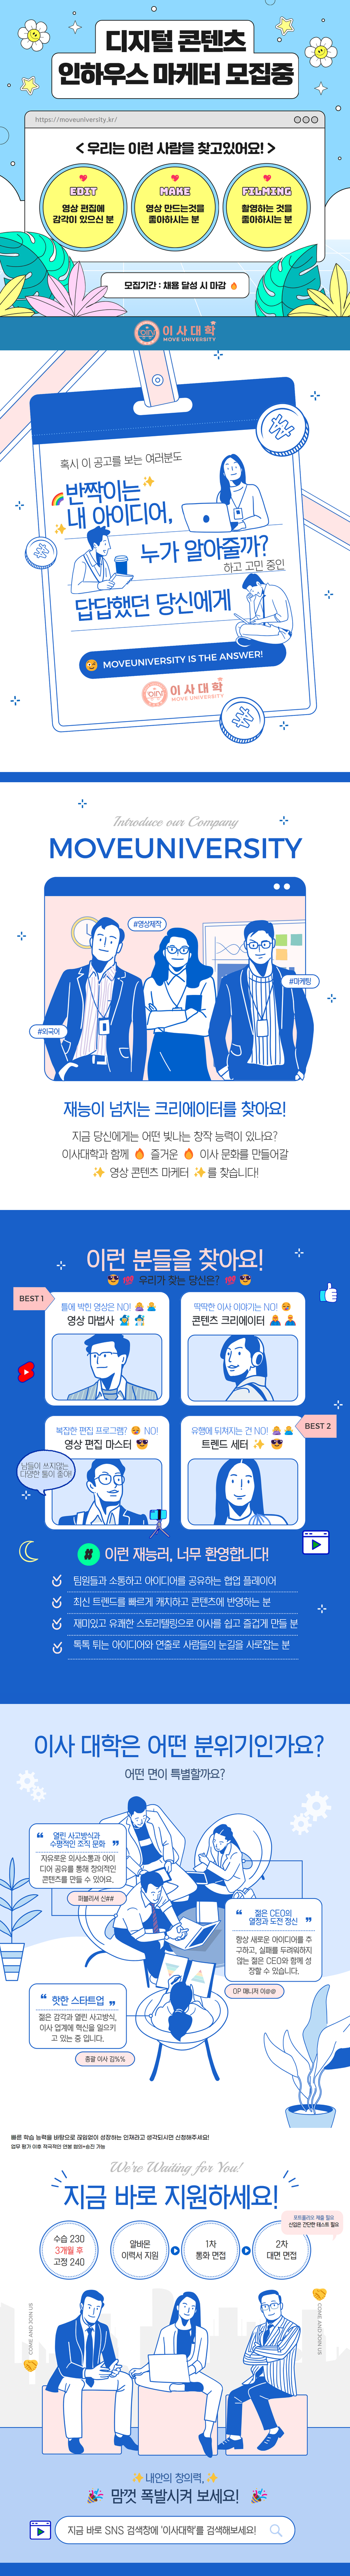 디지털 콘텐츠
인하우스 마케터 모집중
https://moveuniversity.kr/
< 우리는 이런 사람을 찾고있어요! >
EDIT
영상 편집에
감각이 있으신 분
MAKE
영상 만드는것을
좋아하시는 분
FILMING
촬영하는 것을
좋아하시는 분
모집기간 : 채용 달성 시 마감 🔥
이사대학
MOVE UNIVERSITY
혹시 이 공고를 보는 여러분도
반짝이는
내 아이디어,
누가 알아줄까?
하고 고민 중인
답답했던 당신에게
MOVEUNIVERSITY IS THE ANSWER!
이사대학
MOVE UNIVERSITY
Introduce our Company
MOVEUNIVERSITY
#영상제작
#마케팅
#외국어
재능이 넘치는 크리에이터를 찾아요!
지금 당신에게는 어떤 빛나는 창작 능력이 있나요?
이사대학과 함께 🔥 즐거운 🔥 이사 문화를 만들어갈
✨ 영상 콘텐츠 마케터 ✨를 찾습니다!
이런 분들을 찾아요!
우리가 찾는 당신은?
BEST 1
틀에 박힌 영상은 NO!
영상 마법사
딱딱한 이사 이야기는 NO!
콘텐츠 크리에이터
복잡한 편집 프로그램? NO!
영상 편집 마스터 😎
BEST 2
유행에 뒤쳐지는 건 NO!
트렌드 세터 ✨ 😎
남들이 쓰지않는
다양한 툴이 좋아!
# 이런 재능러, 너무 환영합니다!
팀원들과 소통하고 아이디어를 공유하는 협업 플레이어
최신 트렌드를 빠르게 캐치하고 콘텐츠에 반영하는 분
재미있고 유쾌한 스토리텔링으로 이사를 쉽고 즐겁게 만들 분
톡톡 튀는 아이디어와 연출로 사람들의 눈길을 사로잡는 분
이사 대학은 어떤 분위기인가요?
어떤 면이 특별할까요?
“ 열린 사고방식과
수평적인 조직 문화 ”
자유로운 의사소통과 아이
디어 공유를 통해 창의적인
콘텐츠를 만들 수 있어요.
퍼블리셔 신##
“ 젊은 CEO의
열정과 도전 정신 ”
항상 새로운 아이디어를 추
구하고, 실패를 두려워하지
않는 젊은 CEO와 함께 성
장할 수 있습니다.
OP 매니저 이@@
“ 핫한 스타트업 ”
젊은 감각과 열린 사고방식,
이사 업계에 혁신을 일으키
고 있는 중 입니다.
총괄 이사 김%%
빠른 학습 능력을 바탕으로 끊임없이 성장하는 인재라고 생각되시면 신청해주세요!
업무 평가 이후 적극적인 연봉 협의+승진 가능
We're Waiting for You!
지금 바로 지원하세요!
포트폴리오 제출 필요
신입은 간단한 테스트 필요
수습 230
3개월 후
고정 240
알바몬
이력서 지원
1차
통화 면접
2차
대면 면접
COME AND JOIN US
COME AND JOIN US
✨ 내안의 창의력, ✨
🎉 맘껏 폭발시켜 보세요! 🎉
지금 바로 SNS 검색창에 '이사대학'를 검색해보세요!